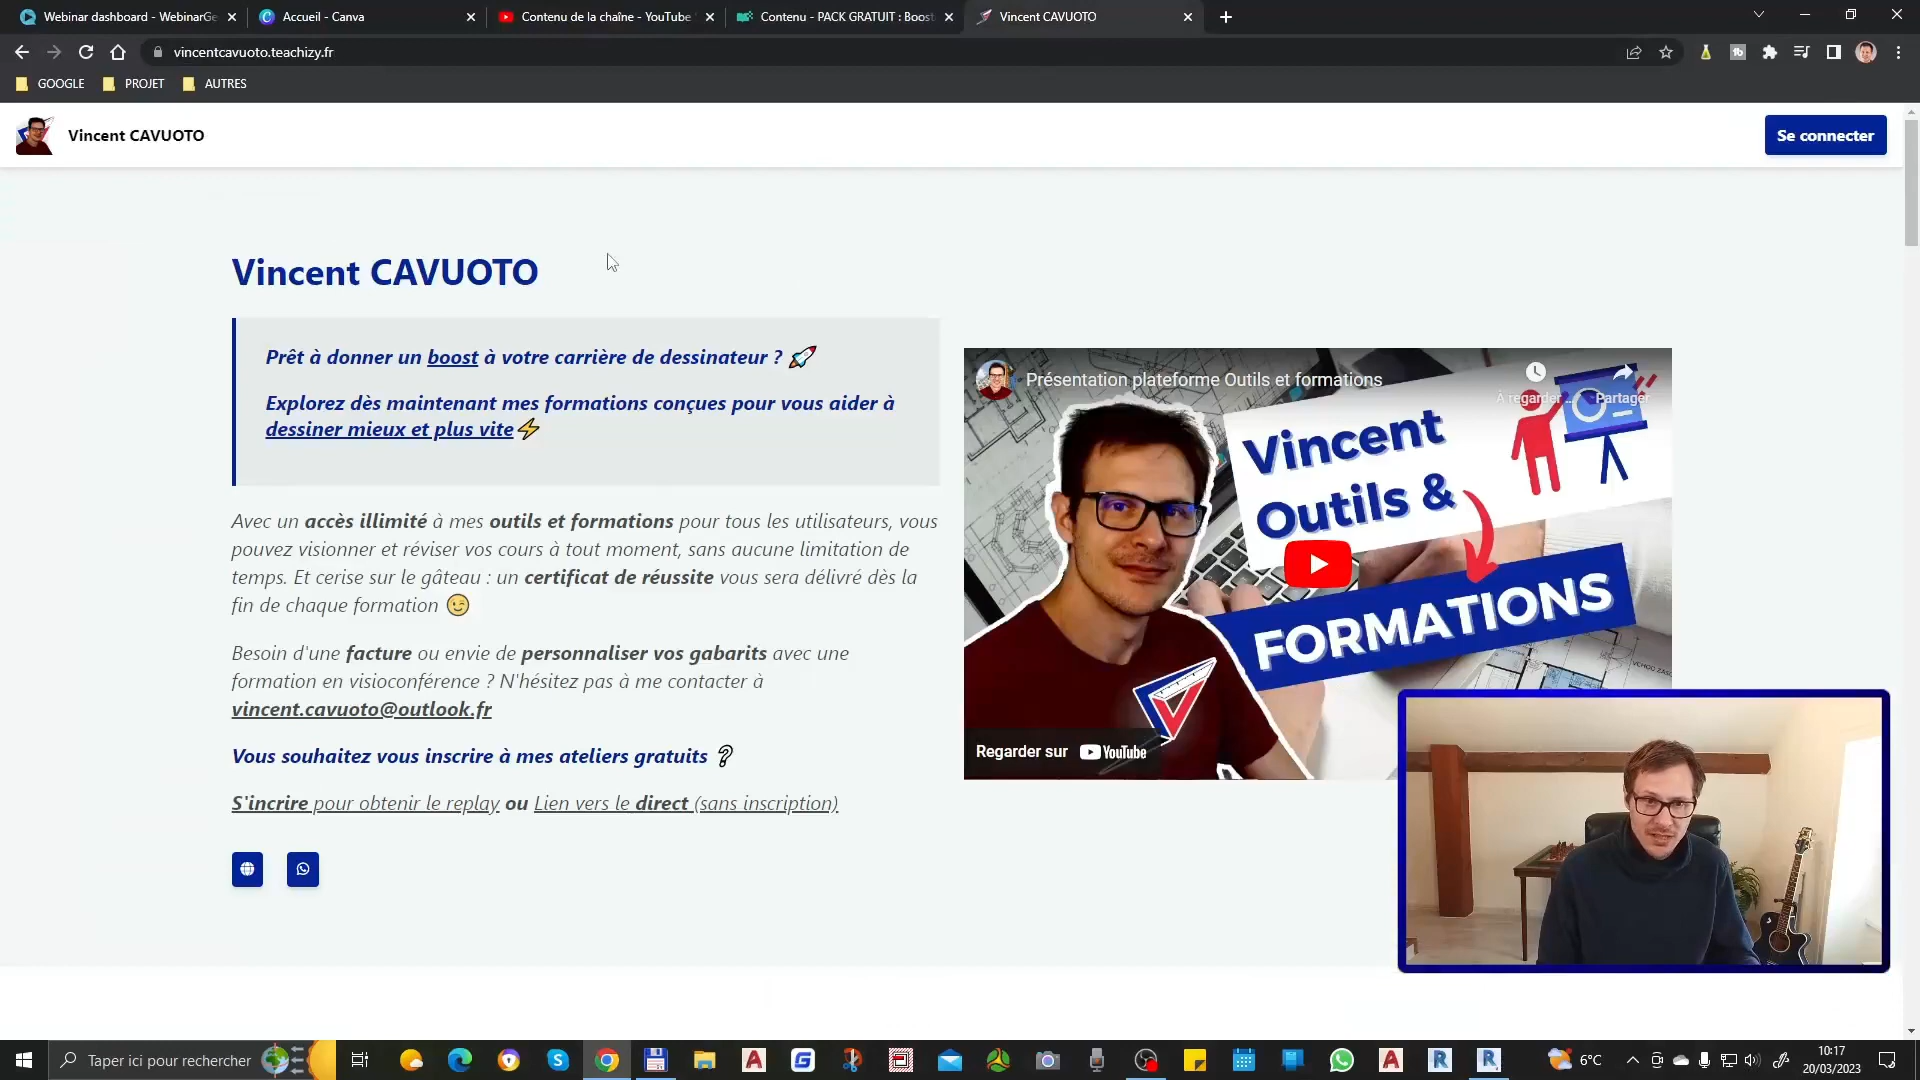 Webinar dashboard - WebinarGe
Accueil - Canva
Contenu de la chaîne - YouTube
Contenu - PACK GRATUIT : Boost
Vincent CAVUOTO
vincentcavuoto.teachizy.fr
GOOGLE
PROJET
AUTRES
Vincent CAVUOTO
Se connecter
Vincent CAVUOTO
Prêt à donner un boost à votre carrière de dessinateur ? 🚀
Explorez dès maintenant mes formations conçues pour vous aider à
dessiner mieux et plus vite⚡
Avec un accès illimité à mes outils et formations pour tous les utilisateurs, vous
pouvez visionner et réviser vos cours à tout moment, sans aucune limitation de
temps. Et cerise sur le gâteau : un certificat de réussite vous sera délivré dès la
fin de chaque formation 😉
Besoin d'une facture ou envie de personnaliser vos gabarits avec une
formation en visioconférence ? N'hésitez pas à me contacter à
vincent.cavuoto@outlook.fr
Vous souhaitez vous inscrire à mes ateliers gratuits ❔
S'incrire pour obtenir le replay ou Lien vers le direct (sans inscription)
Présentation plateforme Outils et formations
À regarder ...
Partager
Vincent
Outils &
FORMATIONS
Regarder sur YouTube
Taper ici pour rechercher
6°C
10:17
20/03/2023